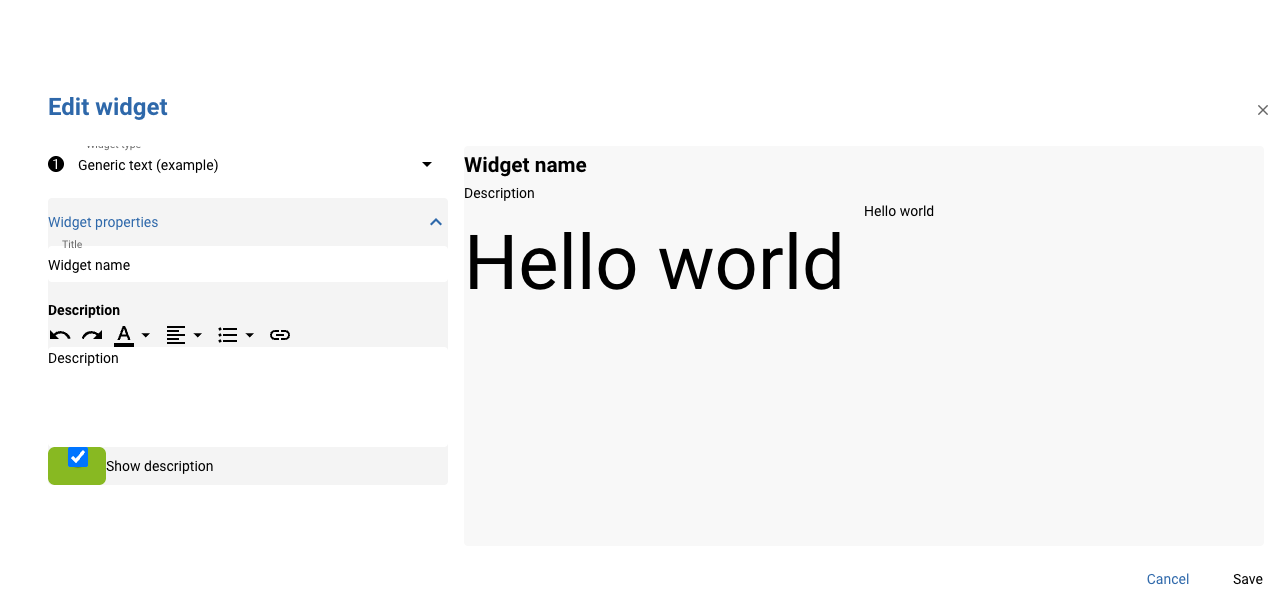 Edit widget
Widget type
1
Generic text (example)
Widget properties
Title
Widget name
Description
A
Description
Show description
Widget name
Description
Hello world
Hello world
Cancel
Save